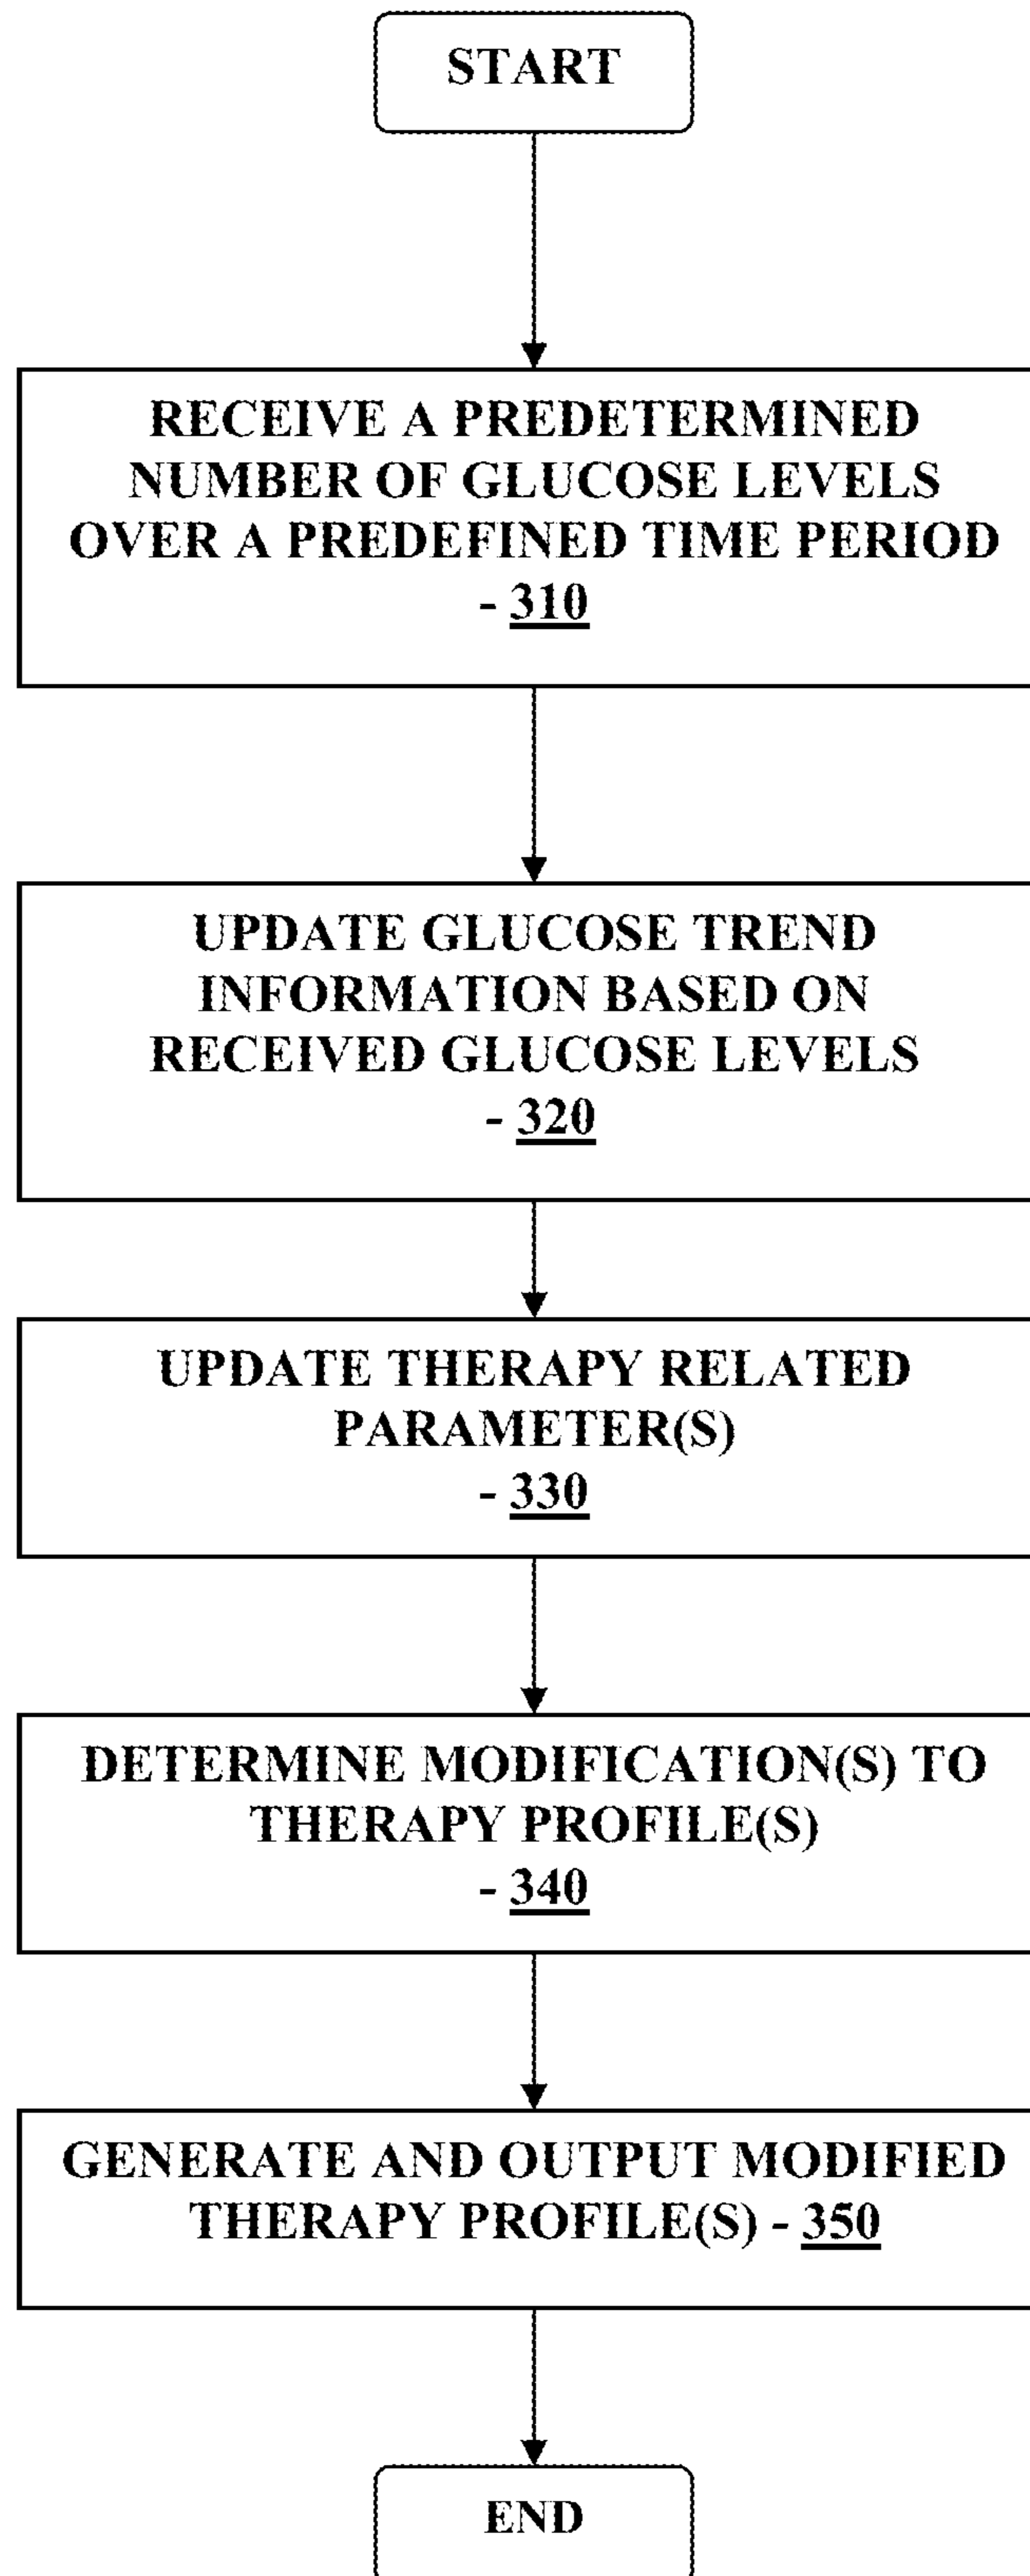 START
RECEIVE A PREDETERMINED
NUMBER OF GLUCOSE LEVELS
OVER A PREDEFINED TIME PERIOD
- 310
UPDATE GLUCOSE TREND
INFORMATION BASED ON
RECEIVED GLUCOSE LEVELS
- 320
UPDATE THERAPY RELATED
PARAMETER(S)
- 330
DETERMINE MODIFICATION(S) TO
THERAPY PROFILE(S)
- 340
GENERATE AND OUTPUT MODIFIED
THERAPY PROFILE(S) - 350
END